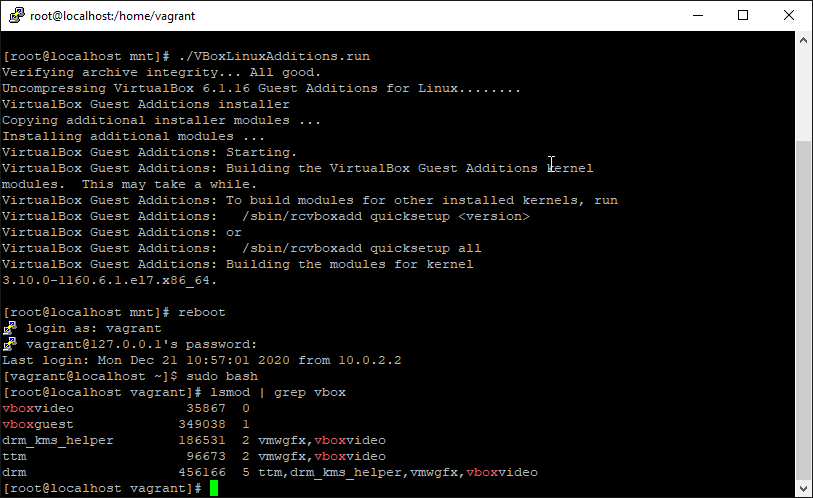 root@localhost:/home/vagrant
[root@localhost mnt]# ./VBoxLinuxAdditions.run
Verifying archive integrity... All good.
Uncompressing VirtualBox 6.1.16 Guest Additions for Linux........
VirtualBox Guest Additions installer
Copying additional installer modules ...
Installing additional modules ...
VirtualBox Guest Additions: Starting.
VirtualBox Guest Additions: Building the VirtualBox Guest Additions kernel
modules.  This may take a while.
VirtualBox Guest Additions: To build modules for other installed kernels, run
VirtualBox Guest Additions:   /sbin/rcvboxadd quicksetup <version>
VirtualBox Guest Additions: or
VirtualBox Guest Additions:   /sbin/rcvboxadd quicksetup all
VirtualBox Guest Additions: Building the modules for kernel
3.10.0-1160.6.1.el7.x86_64.
[root@localhost mnt]# reboot
login as: vagrant
vagrant@127.0.0.1's password:
Last login: Mon Dec 21 10:57:01 2020 from 10.0.2.2
[vagrant@localhost ~]$ sudo bash
[root@localhost vagrant]# lsmod | grep vbox
vboxvideo              35867  0
vboxguest             349038  1
drm_kms_helper        186531  2 vmwgfx,vboxvideo
ttm                    96673  2 vmwgfx,vboxvideo
drm                   456166  5 ttm,drm_kms_helper,vmwgfx,vboxvideo
[root@localhost vagrant]#